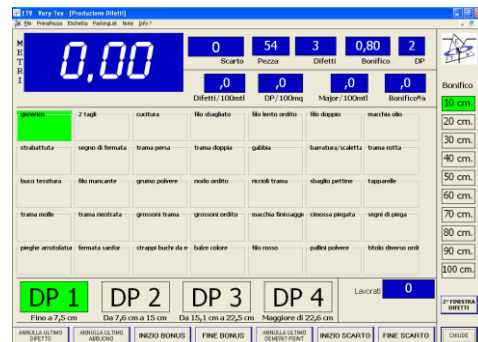 ETV Very-Tex [Produzione Difetti]
File PrimaPezza Etichetta PackingList Note Info ?
METRI
0,00
0 54 3 0,80 2
Scarto Pezza Difetti Bonifico DP
,0 ,0 ,0 ,0
Difetti/100mtl DP/100mq Major/100mtl Bonifico%
Bonifico
10 cm.
20 cm.
30 cm.
40 cm.
50 cm.
60 cm.
70 cm.
80 cm.
90 cm.
100 cm.
generico 2 tagli cucitura filo sbagliato filo lento ordito filo doppio macchia olio
strabattuta segno di fermata trama persa trama doppia gabbia barratura/scaletta trama rotta
buco tessitura filo mancante grumo polvere nodo ordito riccioli trama sbaglio pettine tapparelle
trama molle trama rientrata grossoni trama grossoni ordito macchia finissaggi cimossa piegata segni di piega
pieghe arrotolatur fermata sanfor strappi buchi da m balze colore filo rosso pallini polvere titolo diverso ordi
DP 1 DP 2 DP 3 DP 4
Fino a 7,5 cm Da 7,6 cm a 15 cm Da 15,1 cm a 22,5 cm Maggiore di 22,6 cm
Lavorati 0
2° FINESTRA DIFETTI
ANNULLA ULTIMO DIFETTO
ANNULLA ULTIMO ABBUONO
INIZIO BONUS
FINE BONUS
ANNULLA ULTIMO DEMERIT POINT
INIZIO SCARTO
FINE SCARTO
CHIUDE